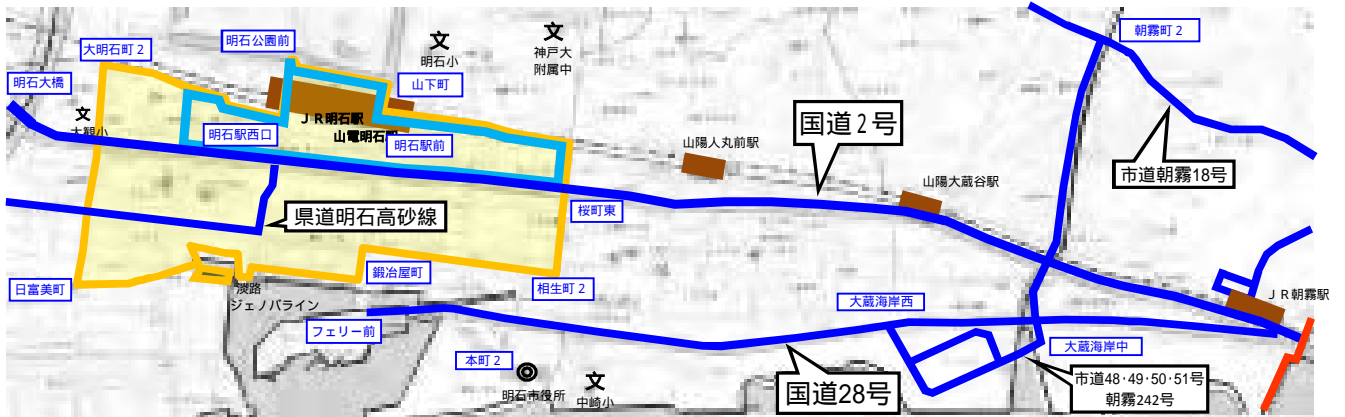 大明石町2
明石公園前
文
明石小
文
神戸大
附属中
朝霧町2
明石大橋
山下町
文
大観小
JR明石駅
山電明石駅
明石駅西口
明石駅前
山陽人丸前駅
国道2号
山陽大蔵谷駅
市道朝霧18号
県道明石高砂線
桜町東
日富美町
淡路
ジェノバライン
鍛冶屋町
相生町2
大蔵海岸西
JR朝霧駅
フェリー前
本町2
明石市役所
文
中崎小
国道28号
大蔵海岸中
市道48・49・50・51号
朝霧242号